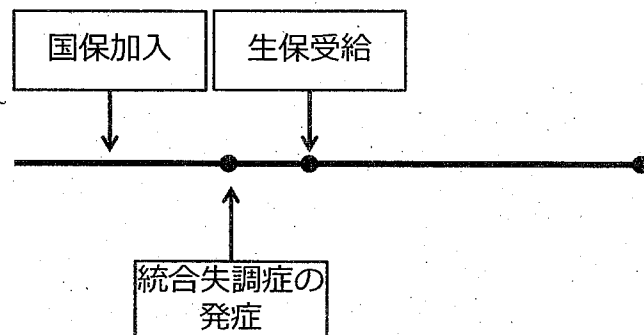 国保加入
生保受給
統合失調症の
発症